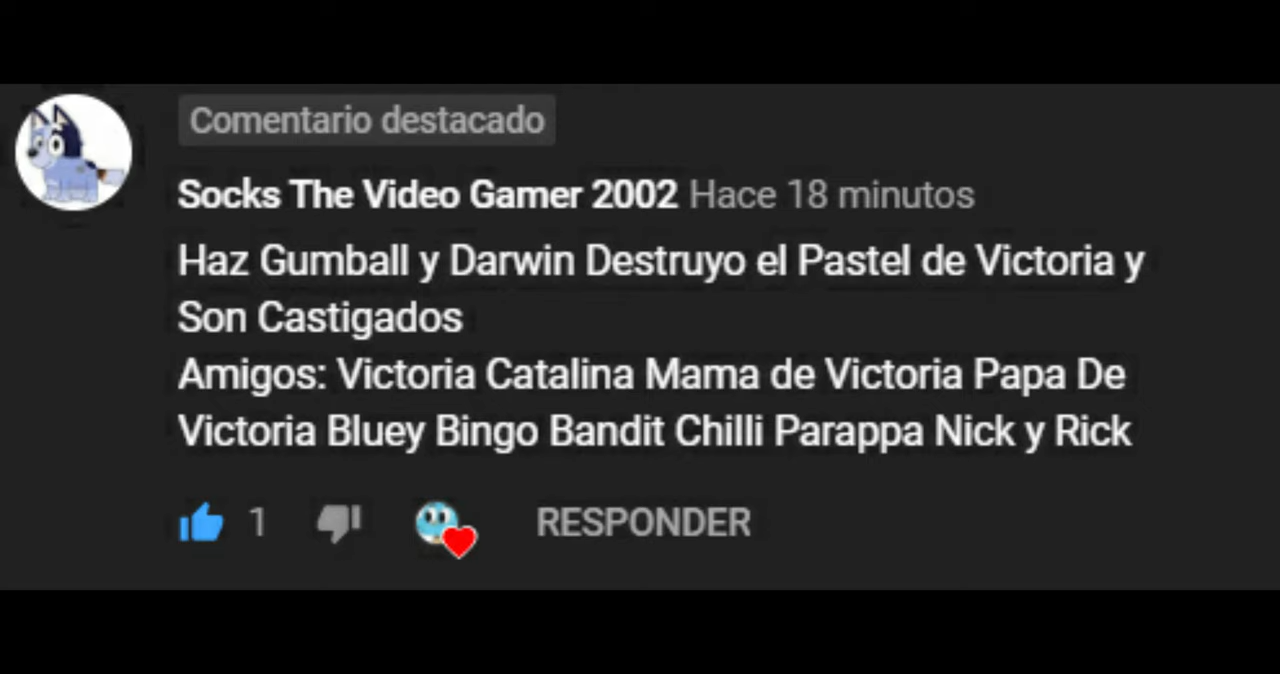 Comentario destacado
Socks The Video Gamer 2002 Hace 18 minutos
Haz Gumball y Darwin Destruyo el Pastel de Victoria y
Son Castigados
Amigos: Victoria Catalina Mama de Victoria Papa De
Victoria Bluey Bingo Bandit Chilli Parappa Nick y Rick
1 RESPONDER